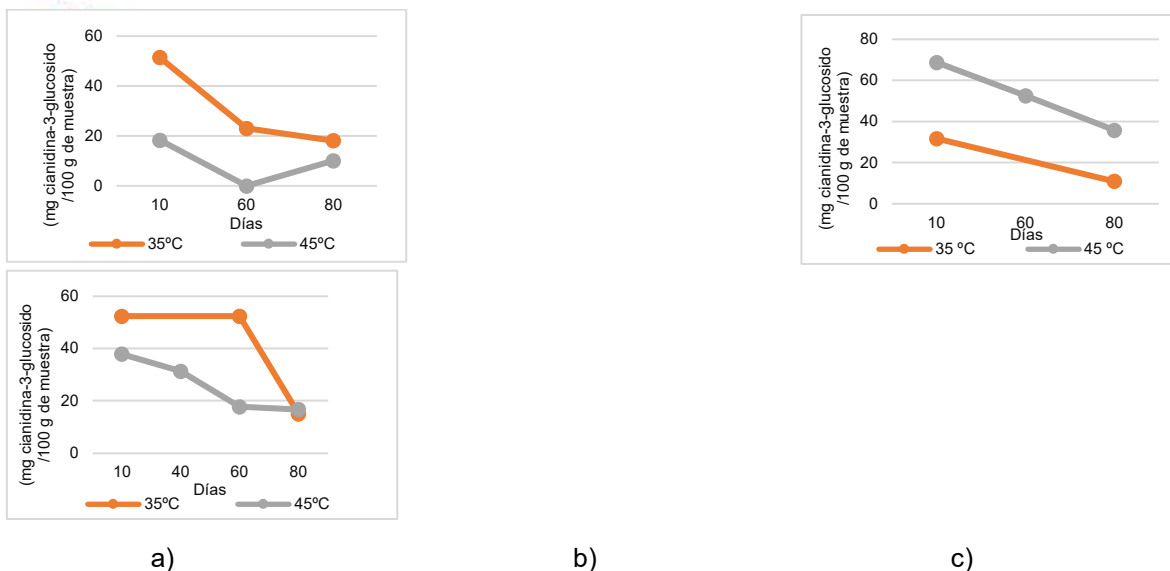 (mg cianidina-3-glucosido
/100 g de muestra)
60
40
20
0
10 60 80
Días
35ºC 45ºC
(mg cianidina-3-glucosido
/100 g de muestra)
80
60
40
20
0
10 60 80
Días
35 ºC 45 ºC
(mg cianidina-3-glucosido
/100 g de muestra)
60
40
20
0
10 40 60 80
Días
35ºC 45ºC
a) b) c)